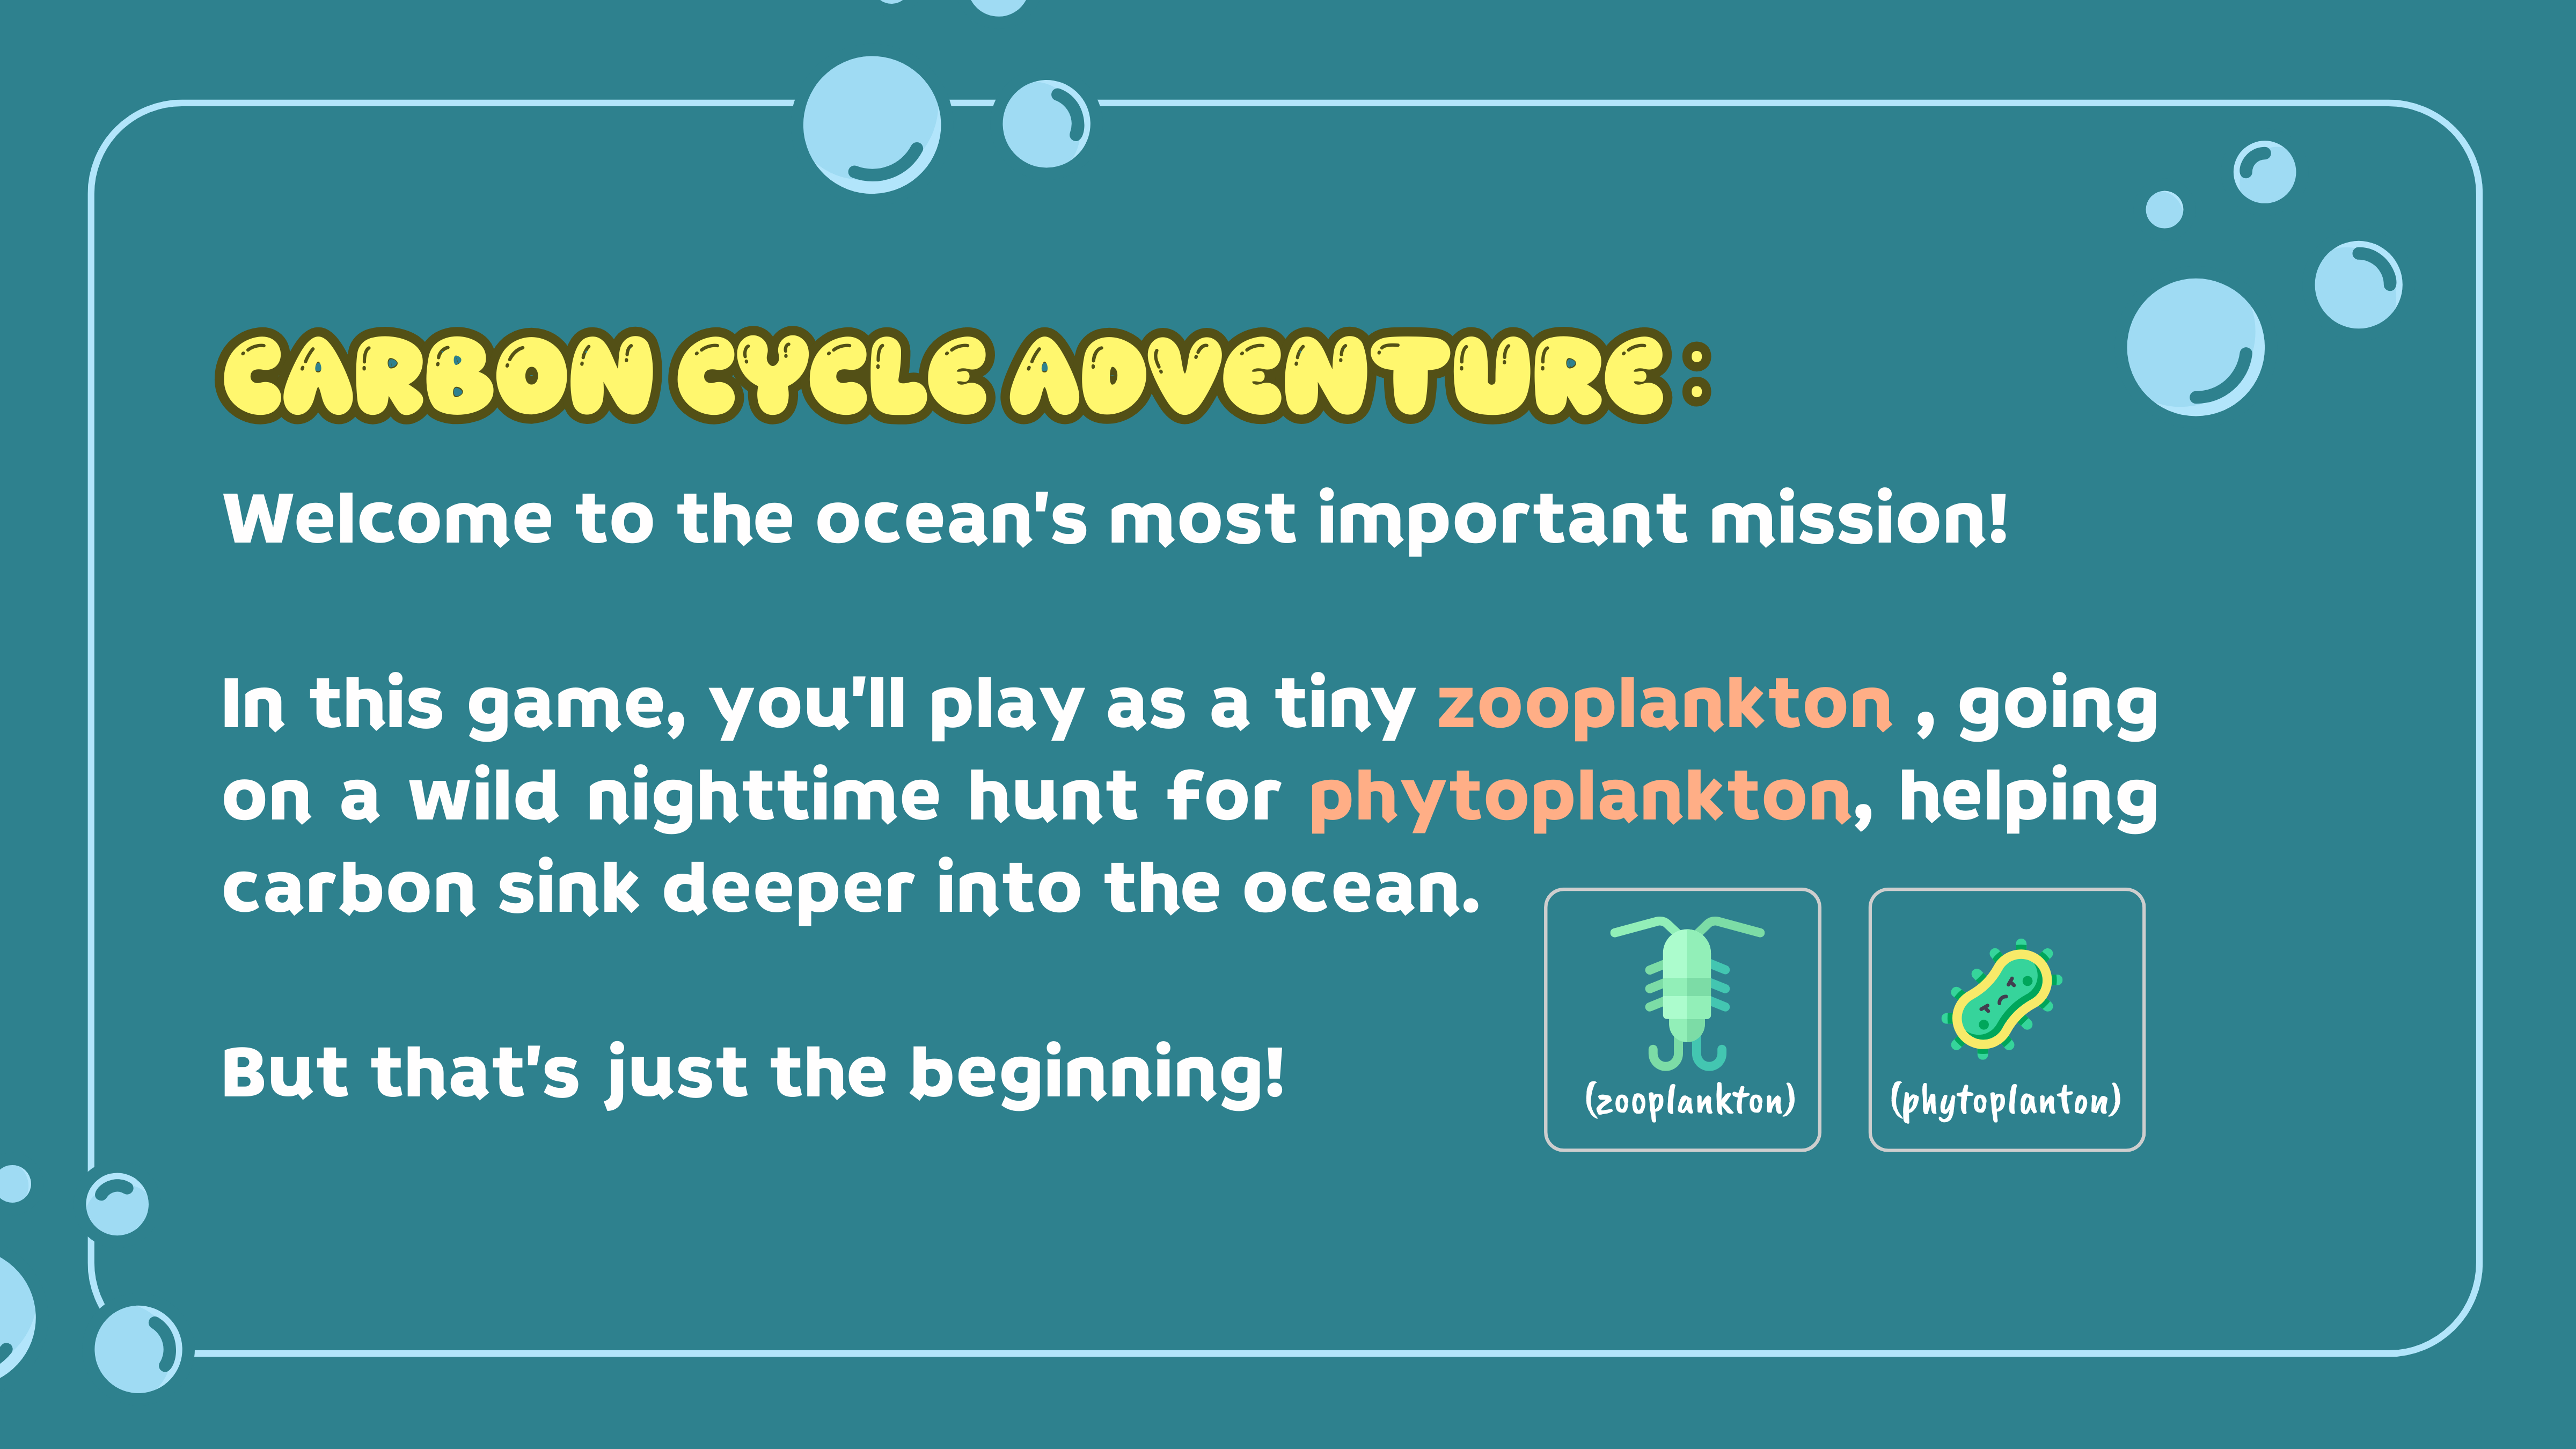 CARBON CYCLE ADVENTURE:
Welcome to the ocean's most important mission!
In this game, you'll play as a tiny zooplankton , going
on a wild nighttime hunt for phytoplankton, helping
carbon sink deeper into the ocean.
But that's just the beginning!
(zooplankton)
(phytoplanton)